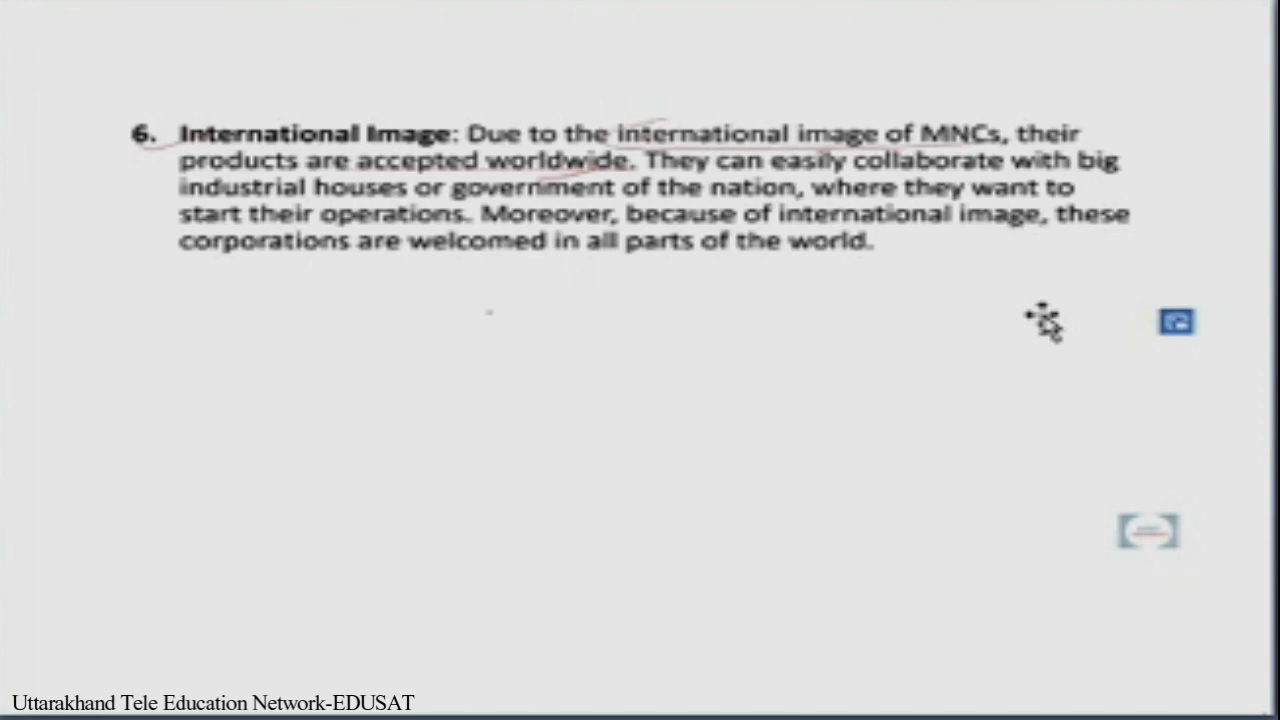 6. International Image: Due to the international image of MNCs, their
products are accepted worldwide. They can easily collaborate with big
industrial houses or government of the nation, where they want to
start their operations. Moreover, because of international image, these
corporations are welcomed in all parts of the world.
Uttarakhand Tele Education Network-EDUSAT